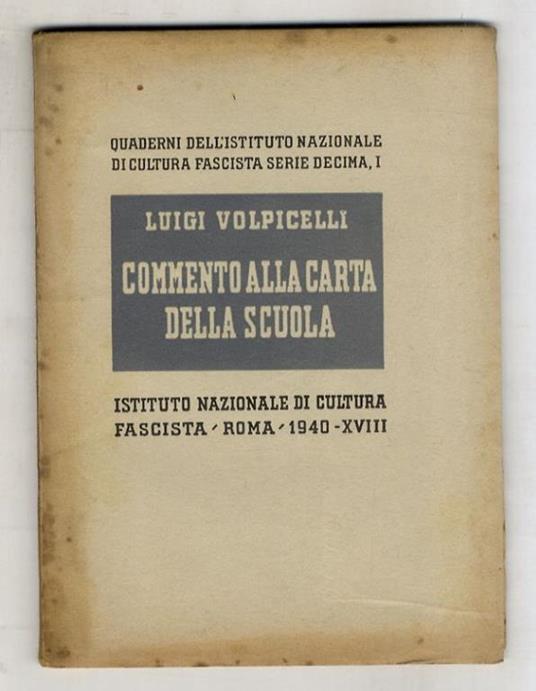 QUADERNI DELL'ISTITUTO NAZIONALE
DI CULTURA FASCISTA SERIE DECIMA, I
LUIGI VOLPICELLI
COMMENTO ALLA CARTA
DELLA SCUOLA
ISTITUTO NAZIONALE DI CULTURA
FASCISTA / ROMA / 1940 - XVIII